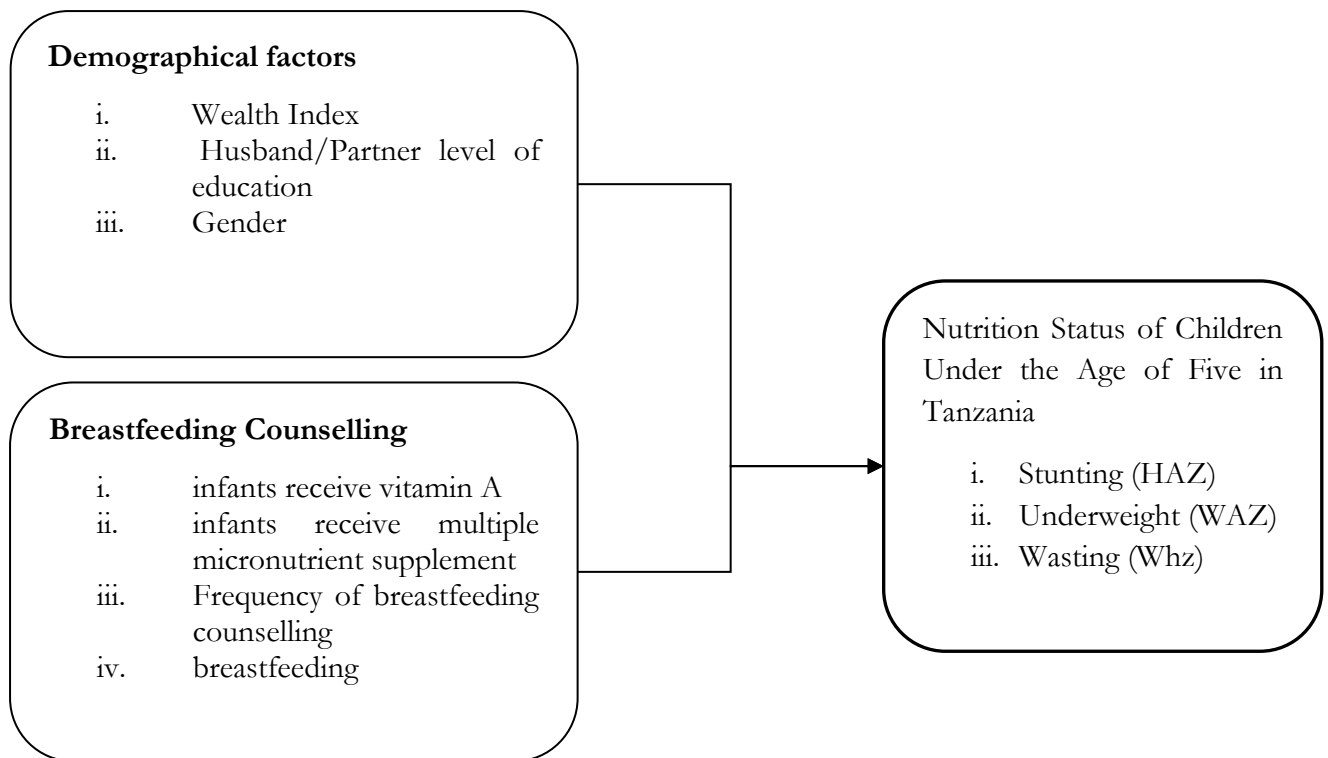 Demographical factors
i. Wealth Index
ii. Husband/Partner level of
education
iii. Gender
Breastfeeding Counselling
i. infants receive vitamin A
ii. infants receive multiple
micronutrient supplement
iii. Frequency of breastfeeding
counselling
iv. breastfeeding
Nutrition Status of Children
Under the Age of Five in
Tanzania
i. Stunting (HAZ)
ii. Underweight (WAZ)
iii. Wasting (Whz)